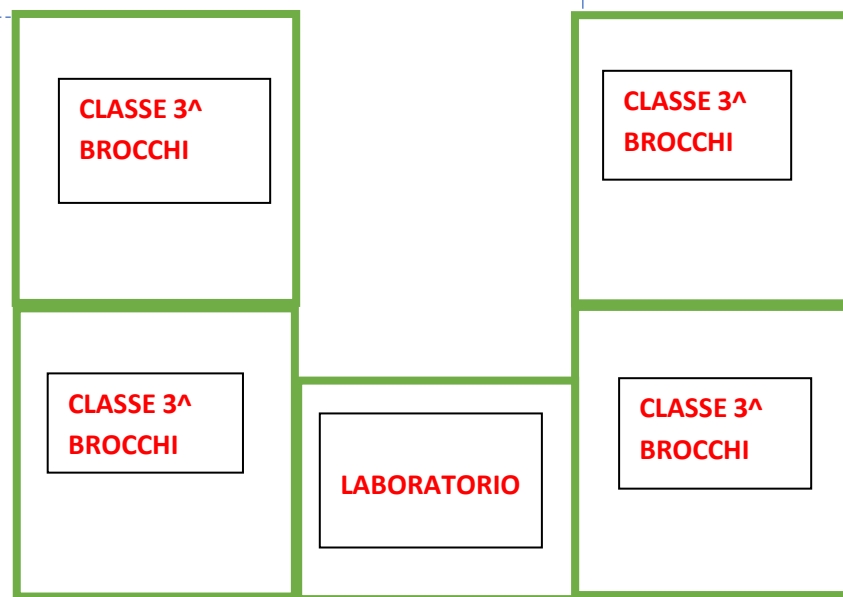 CLASSE 3^
BROCCHI
CLASSE 3^
BROCCHI
CLASSE 3^
BROCCHI
LABORATORIO
CLASSE 3^
BROCCHI